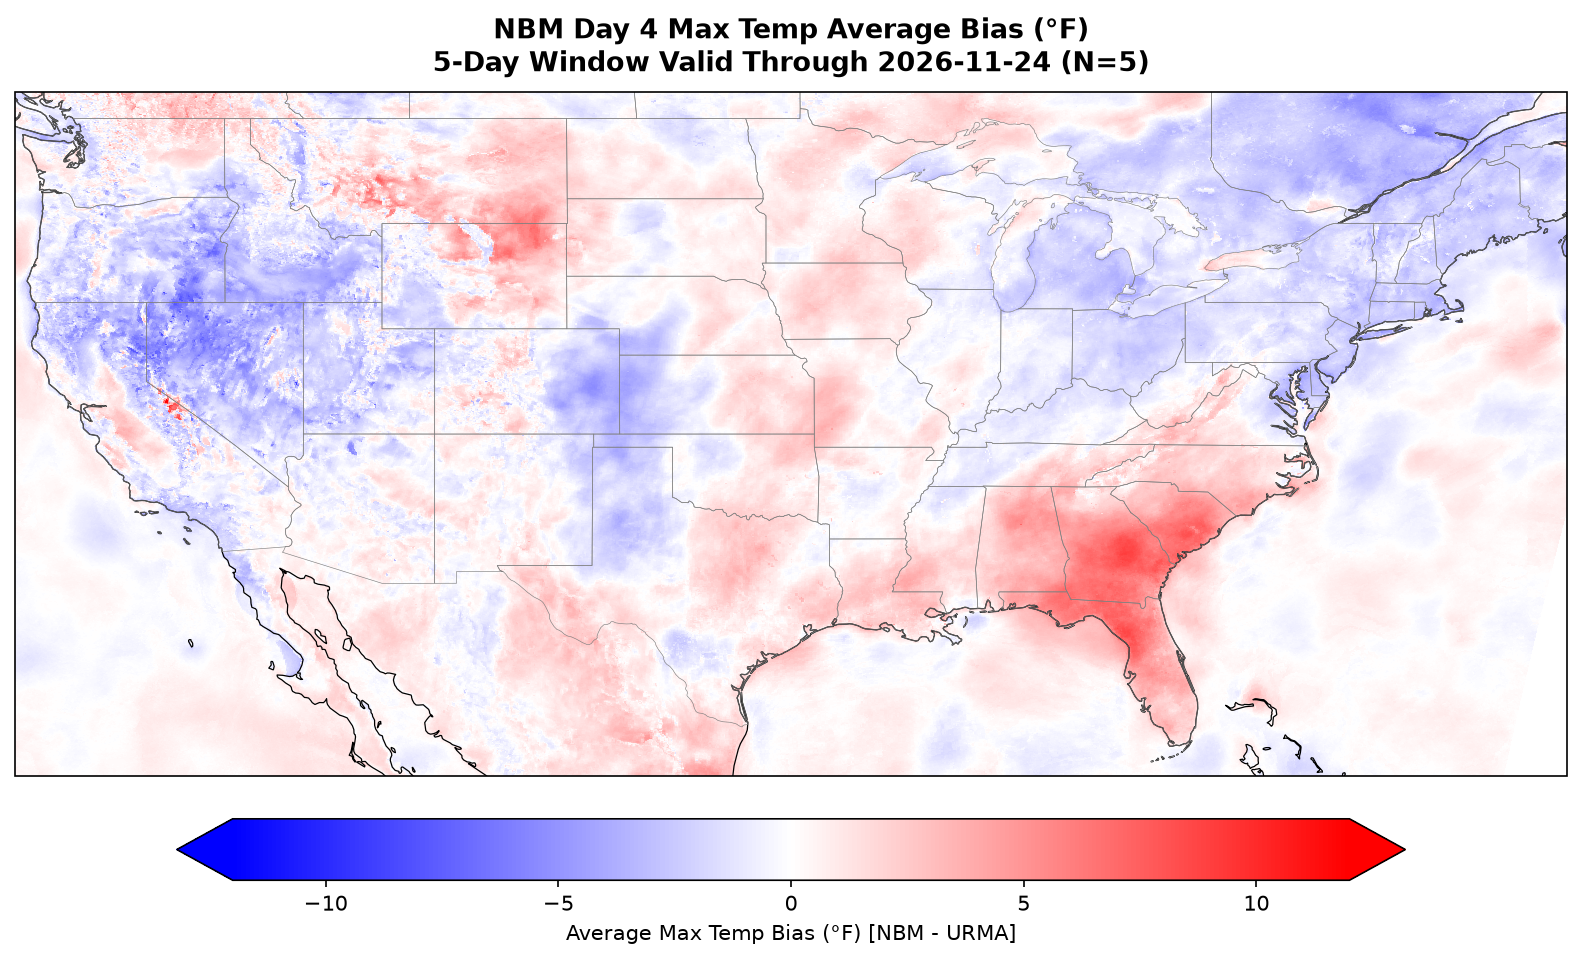 NBM Day 4 Max Temp Average Bias (°F)
5-Day Window Valid Through 2026-11-24 (N=5)
−10 −5 0 5 10
Average Max Temp Bias (°F) [NBM - URMA]